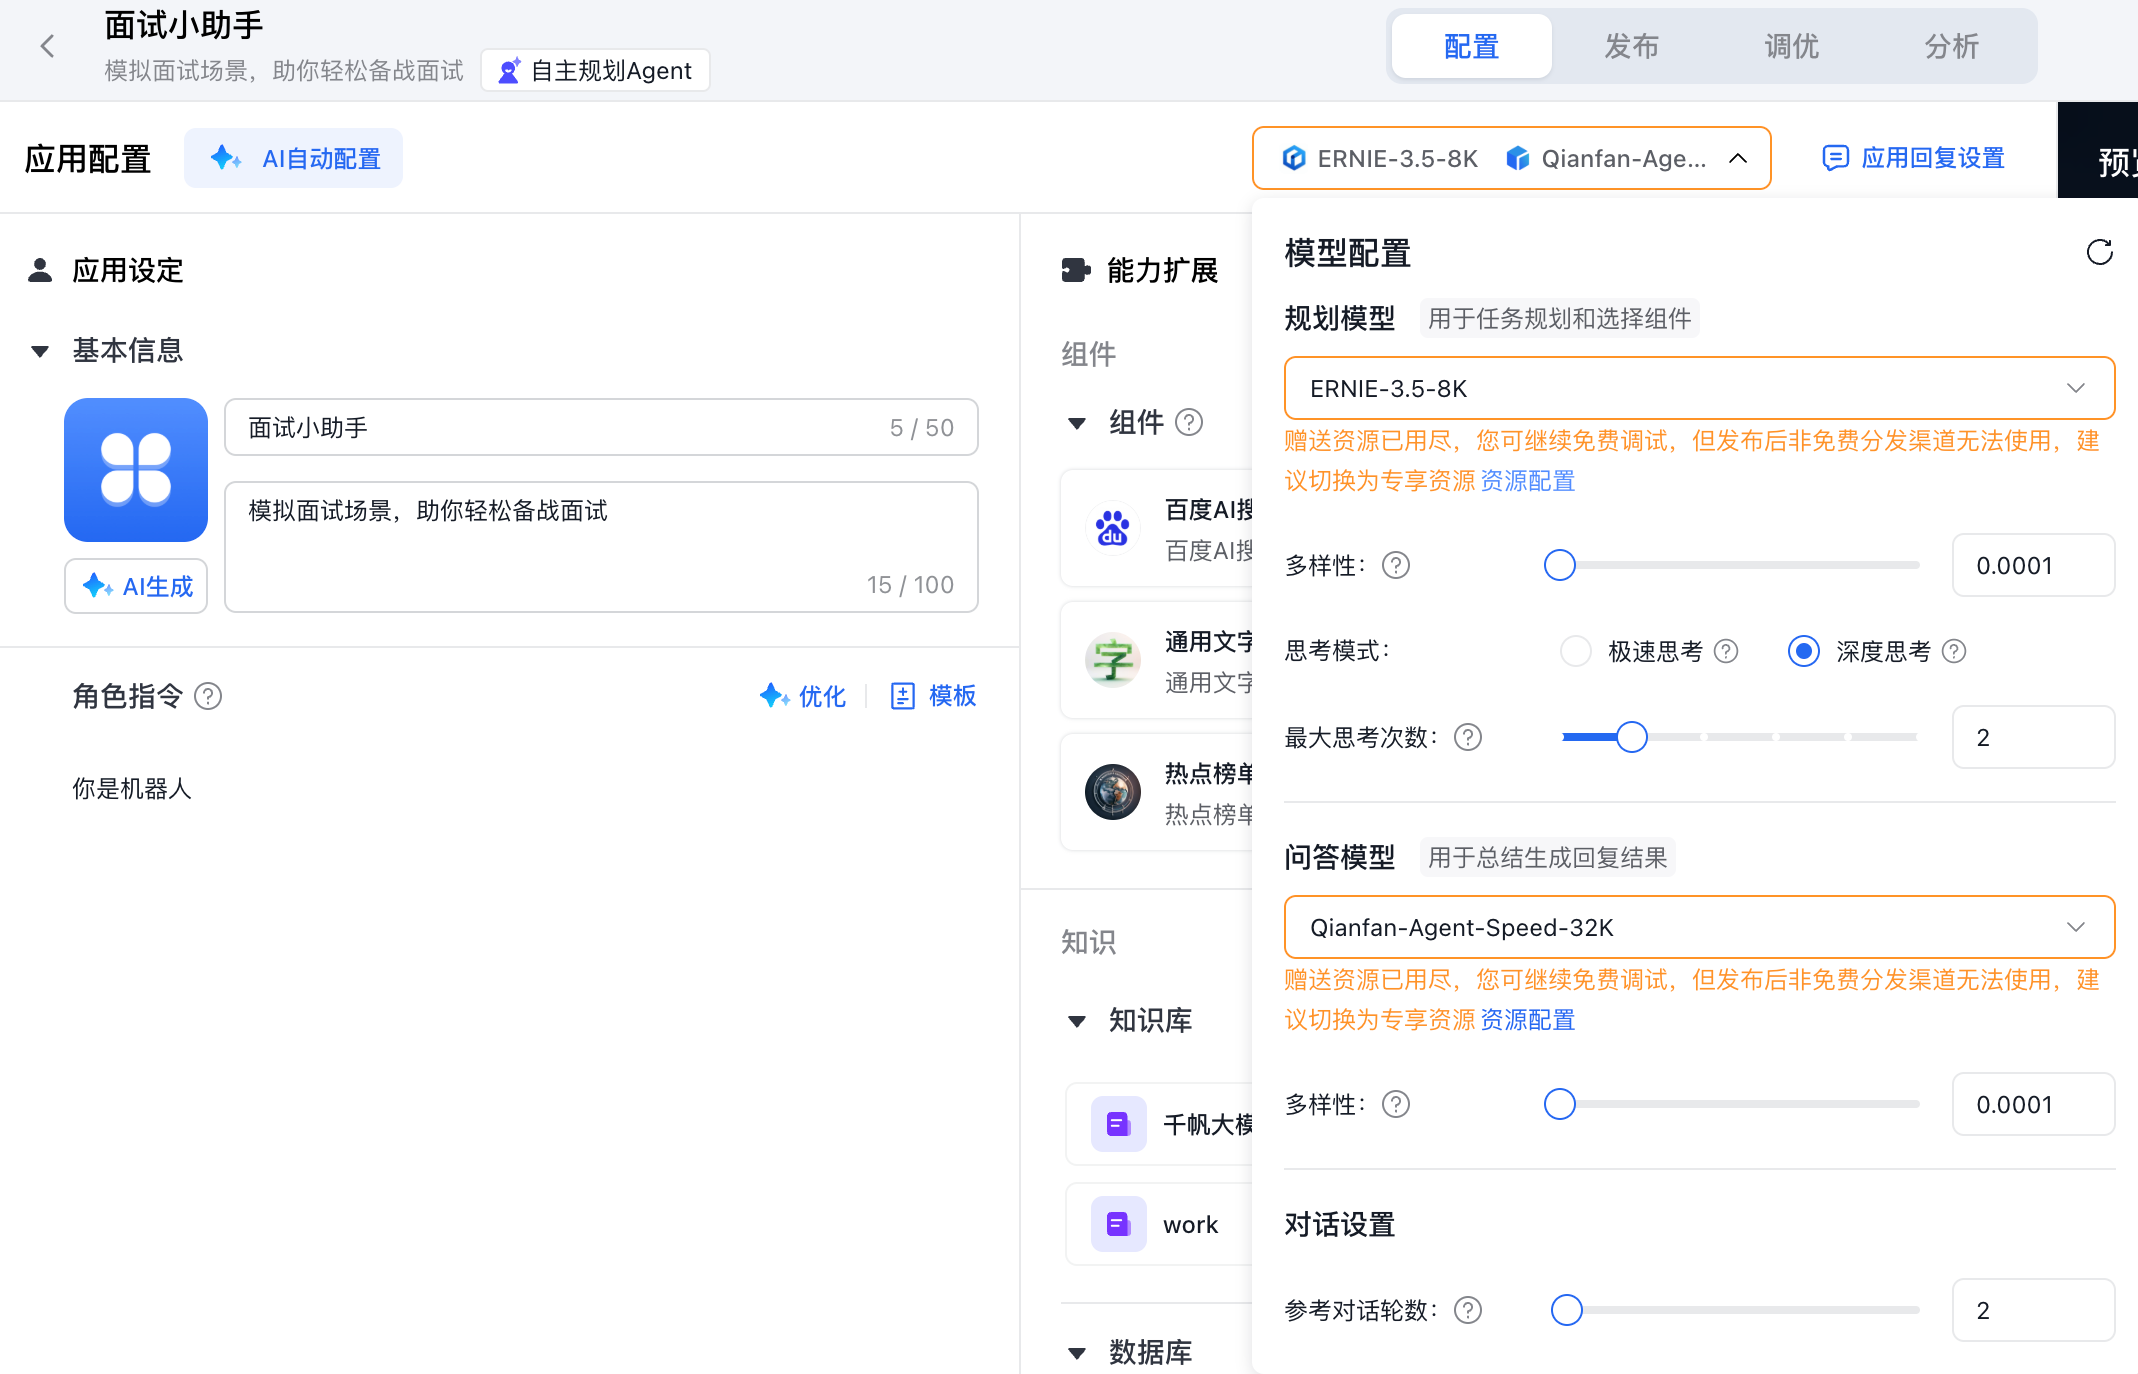 面试小助手
模拟面试场景，助你轻松备战面试
自主规划Agent
配置
发布
调优
分析
应用配置
AI自动配置
ERNIE-3.5-8K
Qianfan-Age...
应用回复设置
应用设定
基本信息
面试小助手
5 / 50
模拟面试场景，助你轻松备战面试
15 / 100
AI生成
角色指令
优化
模板
你是机器人
能力扩展
组件
组件
百度AI
百度AI
du
通用文字
通用文字
字
热点榜单
热点榜单
知识
知识库
千帆大模
work
数据库
模型配置
规划模型
用于任务规划和选择组件
ERNIE-3.5-8K
赠送资源已用尽，您可继续免费调试，但发布后非免费分发渠道无法使用，建
议切换为专享资源 资源配置
多样性：
0.0001
思考模式：
极速思考
深度思考
最大思考次数：
2
问答模型
用于总结生成回复结果
Qianfan-Agent-Speed-32K
赠送资源已用尽，您可继续免费调试，但发布后非免费分发渠道无法使用，建
议切换为专享资源 资源配置
多样性：
0.0001
对话设置
参考对话轮数：
2